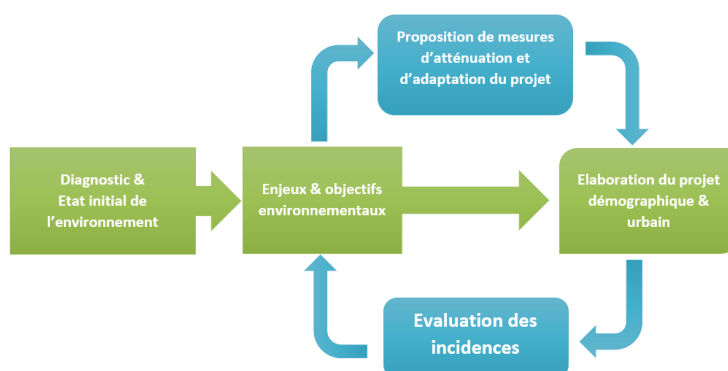 Proposition de mesures
d'atténuation et
d'adaptation du projet
Diagnostic &
Etat initial de
l'environnement
Enjeux & objectifs
environnementaux
Elaboration du projet
démographique &
urbain
Evaluation des
incidences